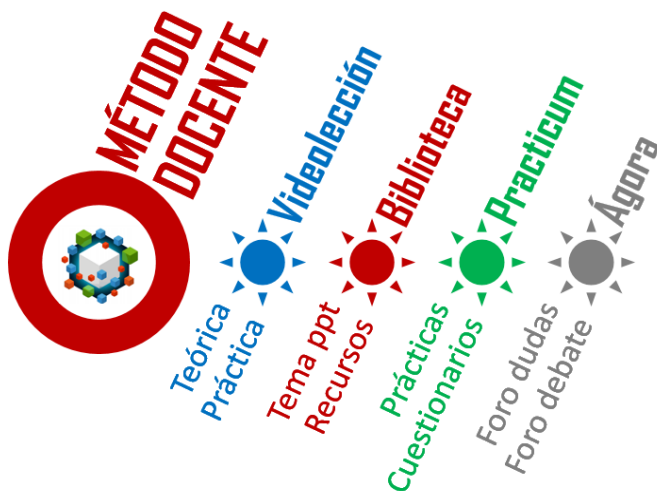 MÉTODO
DOCENTE
Videolección
Teórica
Práctica
Biblioteca
Tema ppt
Recursos
Practicum
Prácticas
Cuestionarios
Ágora
Foro dudas
Foro debate